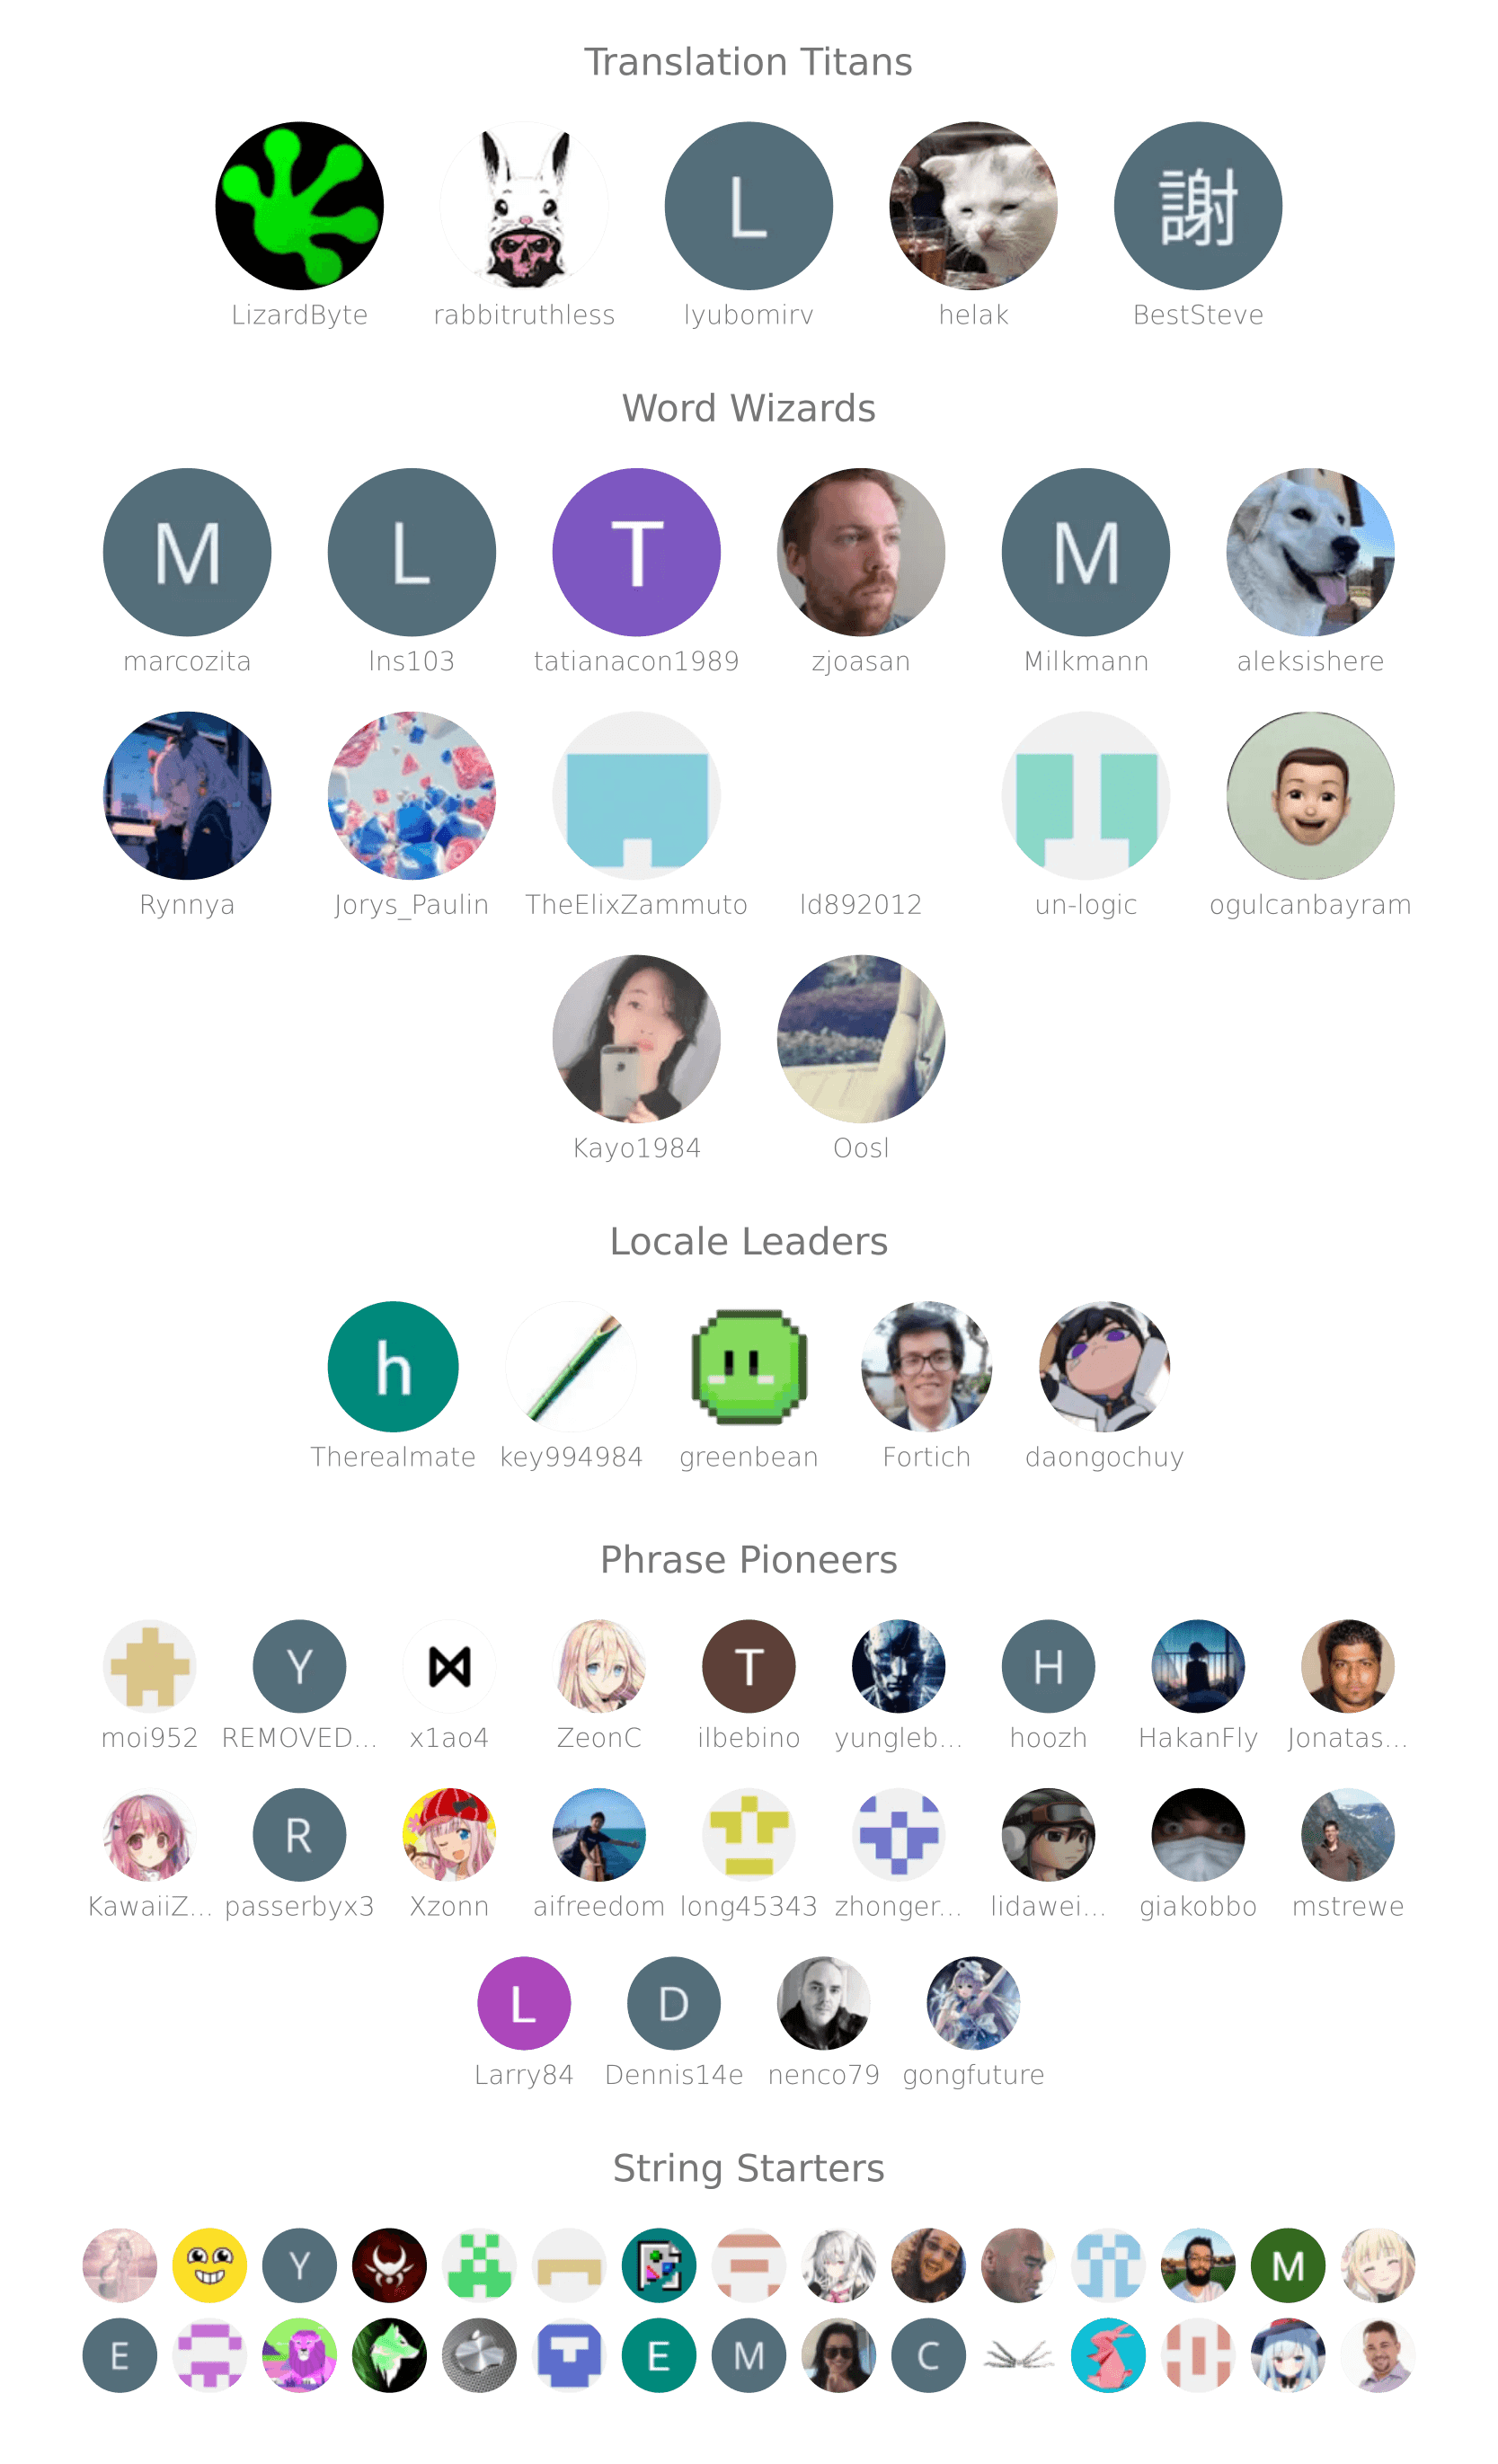 Translation Titans
L 謝
LizardByte rabbitruthless lyubomirv helak BestSteve
Word Wizards
M L T M
marcozita lns103 tatianacon1989 zjoasan Milkmann aleksishere
Rynnya Jorys_Paulin TheElixZammuto ld892012 un-logic ogulcanbayram
Kayo1984 Oosl
Locale Leaders
h
Therealmate key994984 greenbean Fortich daongochuy
Phrase Pioneers
Y T H
moi952 REMOVED... x1ao4 ZeonC ilbebino yungleb... hoozh HakanFly Jonatas...
R
KawaiiZ... passerbyx3 Xzonn aifreedom long45343 zhonger... lidawei... giakobbo mstrewe
L D
Larry84 Dennis14e nenco79 gongfuture
String Starters
Y M
E E M C